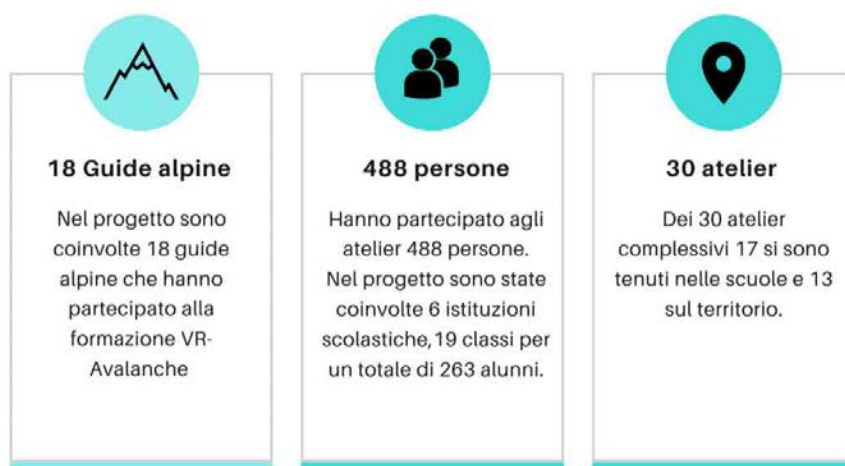 18 Guide alpine
Nel progetto sono
coinvolte 18 guide
alpine che hanno
partecipato alla
formazione VR-
Avalanche
488 persone
Hanno partecipato agli
atelier 488 persone.
Nel progetto sono state
coinvolte 6 istituzioni
scolastiche, 19 classi per
un totale di 263 alunni.
30 atelier
Dei 30 atelier
complessivi 17 si sono
tenuti nelle scuole e 13
sul territorio.